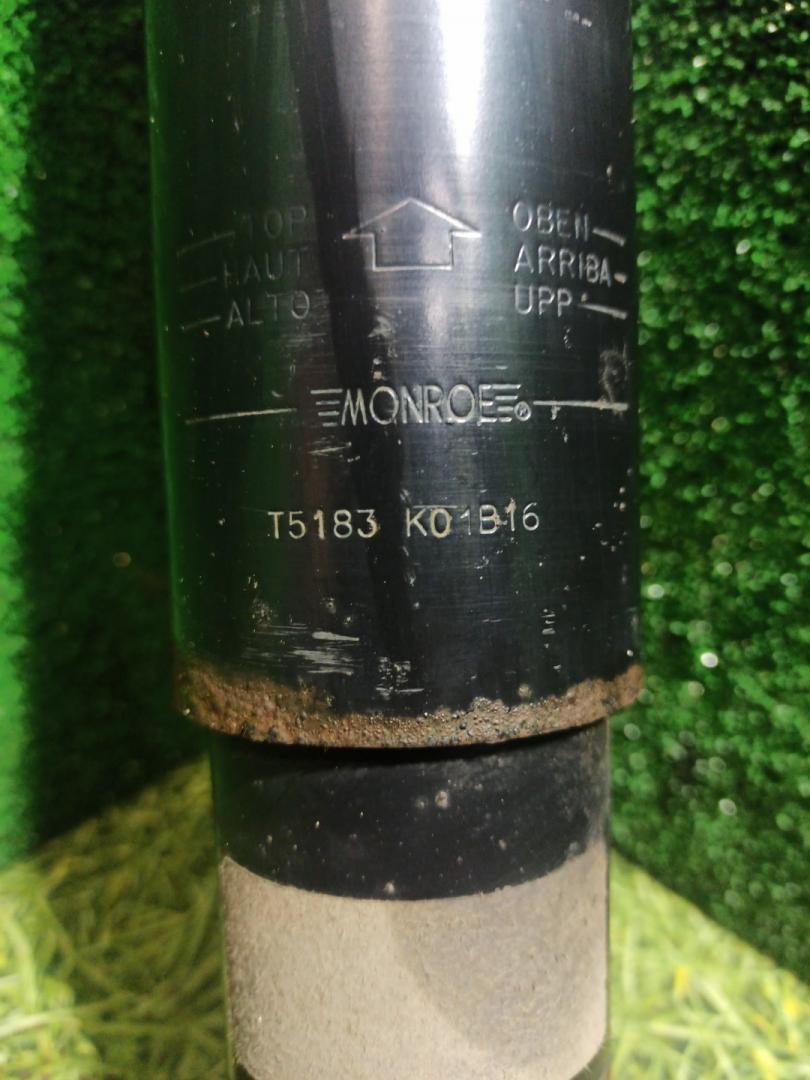 TOP
HAUT
ALTO
OBEN
ARRIBA
UPP
MONROE®
T5183 K01B16